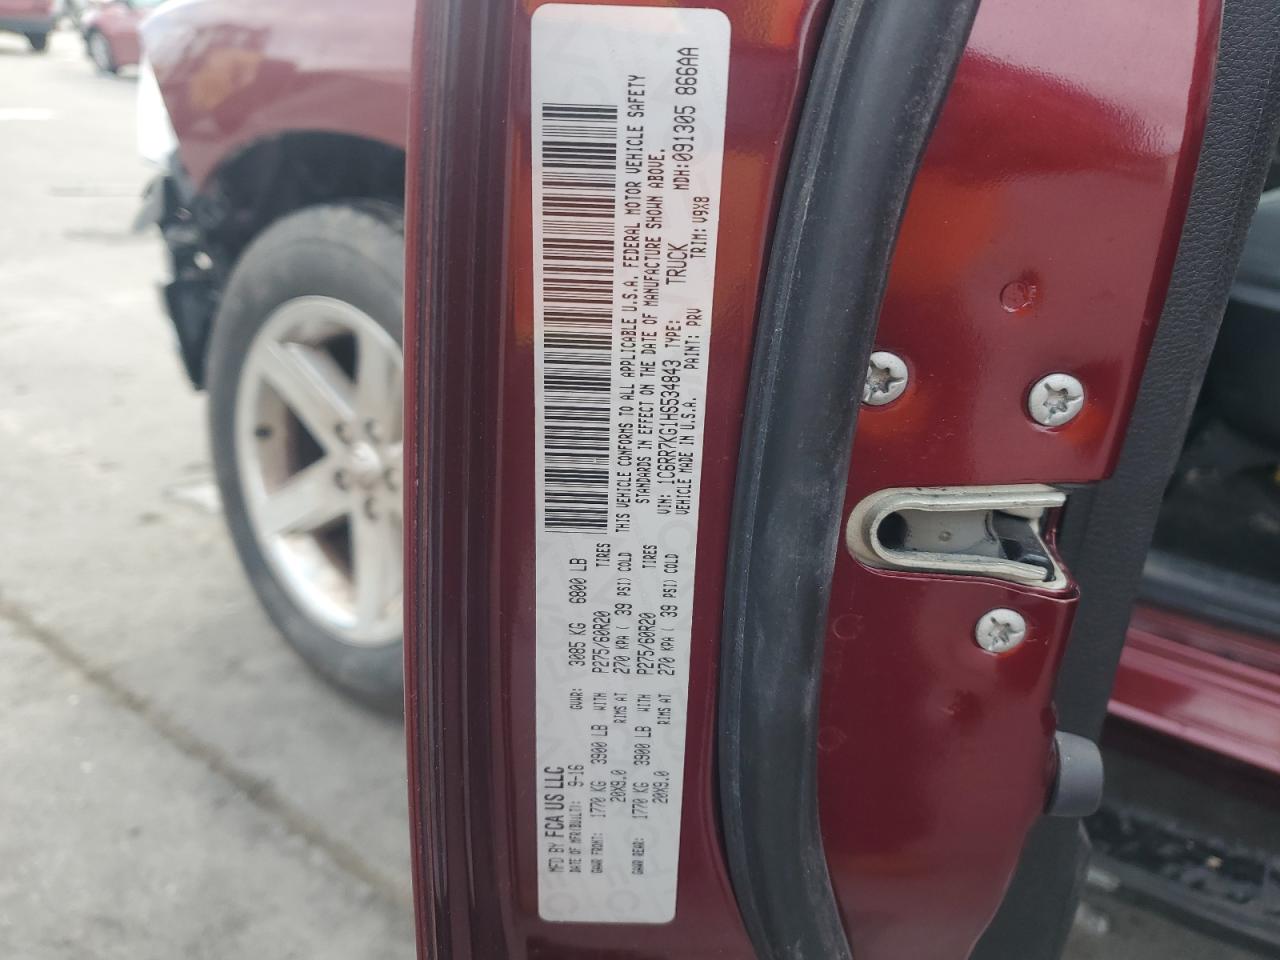 MFD BY FCA US LLC
DATE OF MFR(BUILT): 9-16 GVWR: 3085 KG 6800 LB
GAWR FRONT: 1770 KG 3900 LB WITH P275/60R20 TIRES
20X9.0 RIMS AT 270 KPA( 39 PSI) COLD
GAWR REAR: 1770 KG 3900 LB WITH P275/60R20 TIRES
20X9.0 RIMS AT 270 KPA( 39 PSI) COLD
THIS VEHICLE CONFORMS TO ALL APPLICABLE U.S.A. FEDERAL MOTOR VEHICLE SAFETY
STANDARDS IN EFFECT ON THE DATE OF MANUFACTURE SHOWN ABOVE.
VIN: 1C6RR7KG1HS534843 TYPE: TRUCK MDH:091305 866AA
VEHICLE MADE IN U.S.A. PAINT: PRV TRIM: V9X8